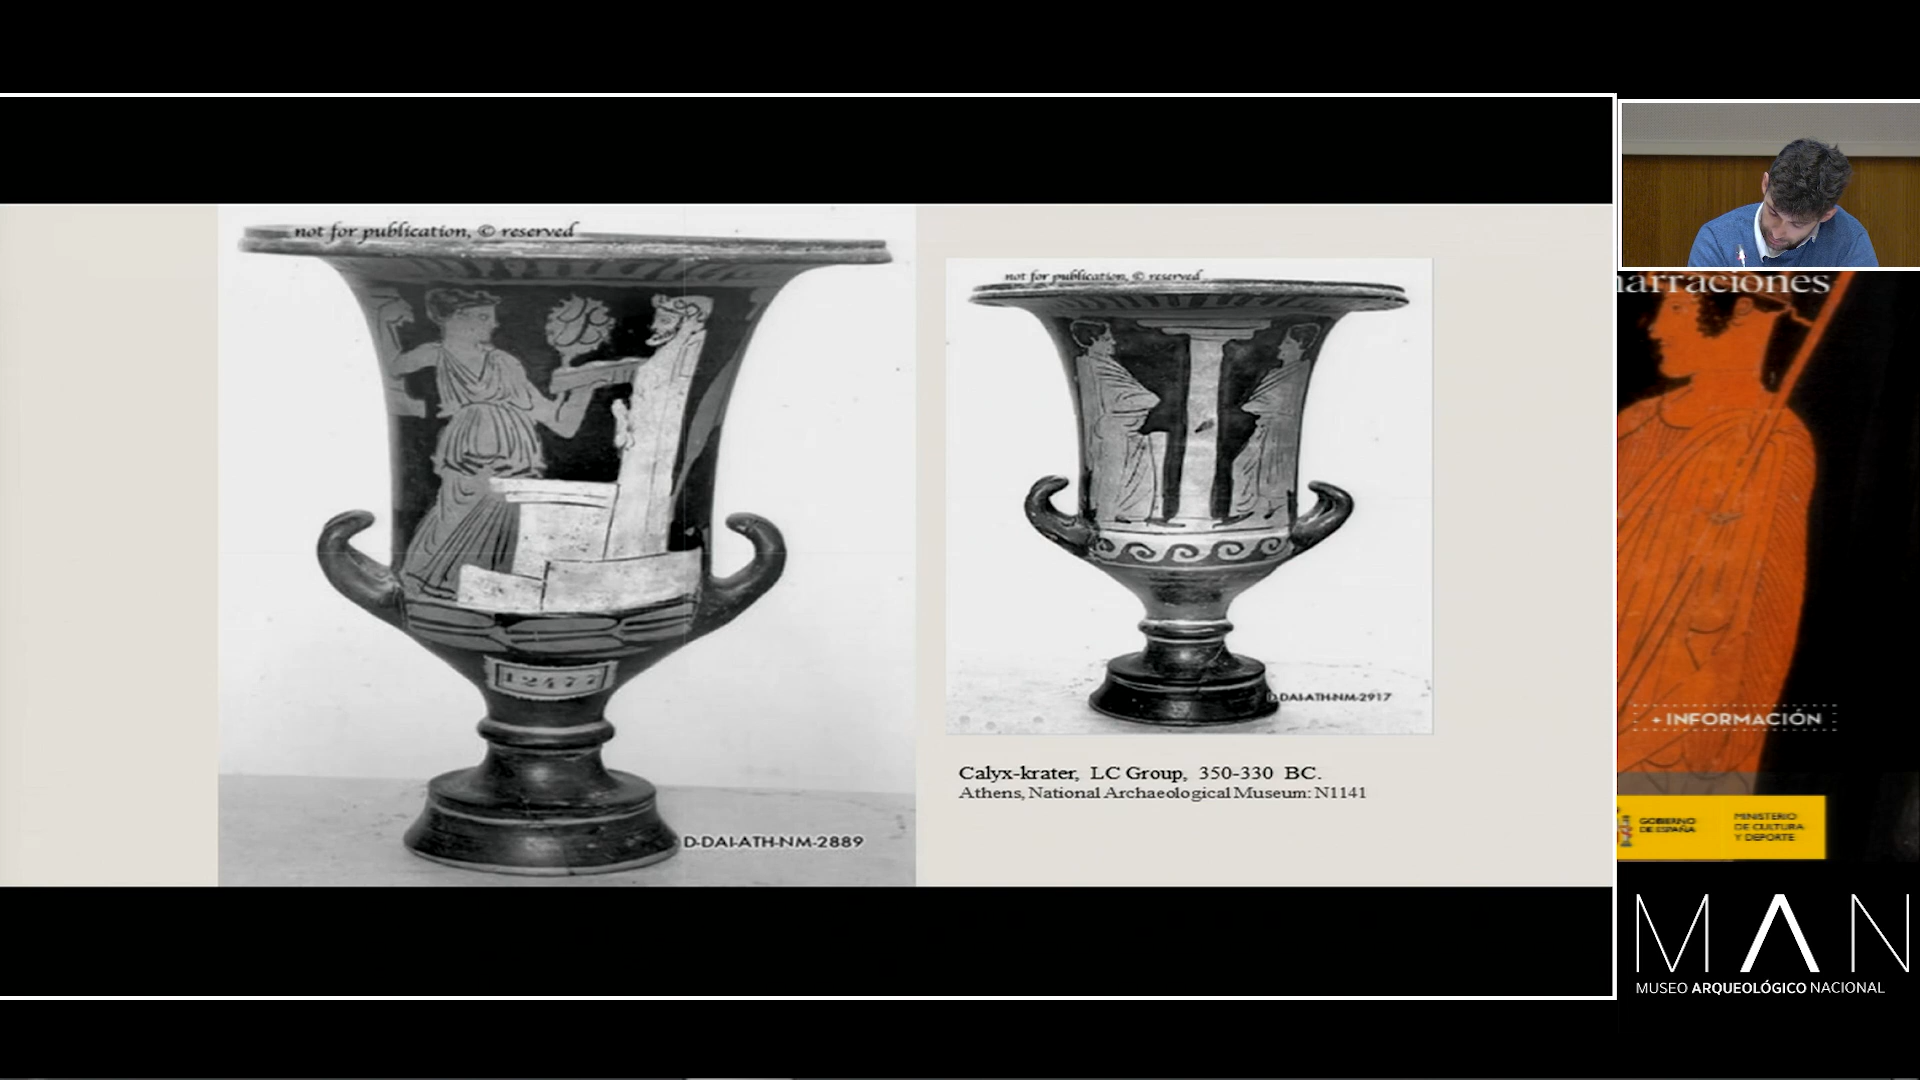 not for publication, © reserved
12477
D-DAI-ATH-NM-2889
not for publication, © reserved
D-DAI-ATH-NM-2917
Calyx-krater, LC Group, 350-330 BC.
Athens, National Archaeological Museum: N1141
narraciones
+ INFORMACIÓN
GOBIERNO
DE ESPAÑA
MINISTERIO
DE CULTURA
Y DEPORTE
MAN
MUSEO ARQUEOLÓGICO NACIONAL